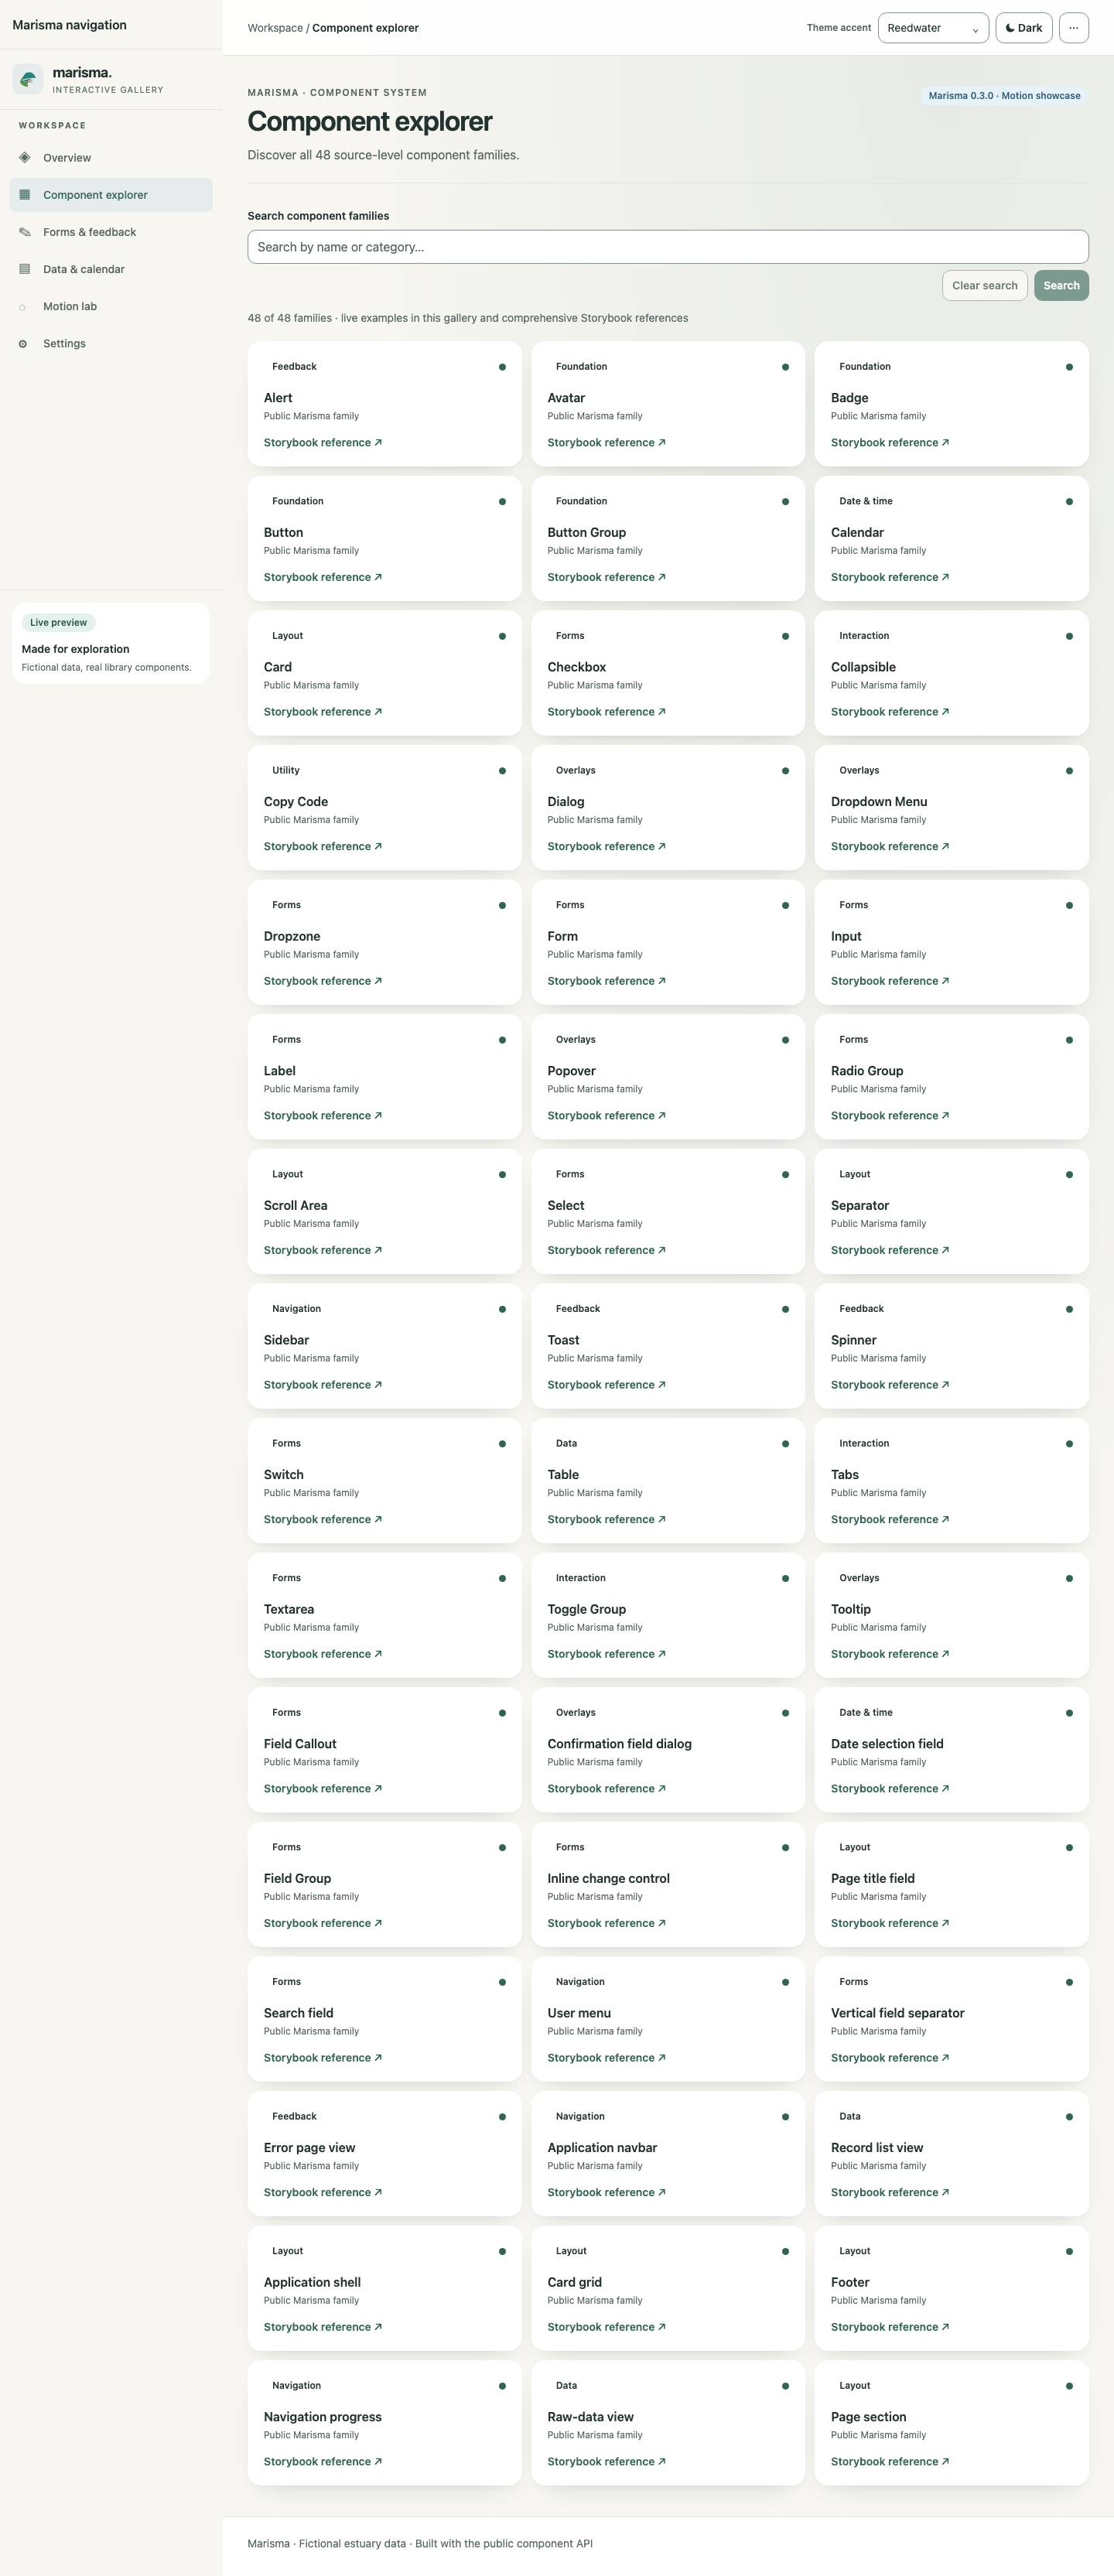 Marisma navigation
marisma.
INTERACTIVE GALLERY
WORKSPACE
Overview
Component explorer
Forms & feedback
Data & calendar
Motion lab
Settings
Live preview
Made for exploration
Fictional data, real library components.
Workspace / Component explorer
Theme accent
Reedwater
Dark
···
MARISMA · COMPONENT SYSTEM
Marisma 0.3.0 · Motion showcase
Component explorer
Discover all 48 source-level component families.
Search component families
Search by name or category...
Clear search
Search
48 of 48 families · live examples in this gallery and comprehensive Storybook references
Feedback
Alert
Public Marisma family
Storybook reference ↗
Foundation
Avatar
Public Marisma family
Storybook reference ↗
Foundation
Badge
Public Marisma family
Storybook reference ↗
Foundation
Button
Public Marisma family
Storybook reference ↗
Foundation
Button Group
Public Marisma family
Storybook reference ↗
Date & time
Calendar
Public Marisma family
Storybook reference ↗
Layout
Card
Public Marisma family
Storybook reference ↗
Forms
Checkbox
Public Marisma family
Storybook reference ↗
Interaction
Collapsible
Public Marisma family
Storybook reference ↗
Utility
Copy Code
Public Marisma family
Storybook reference ↗
Overlays
Dialog
Public Marisma family
Storybook reference ↗
Overlays
Dropdown Menu
Public Marisma family
Storybook reference ↗
Forms
Dropzone
Public Marisma family
Storybook reference ↗
Forms
Form
Public Marisma family
Storybook reference ↗
Forms
Input
Public Marisma family
Storybook reference ↗
Forms
Label
Public Marisma family
Storybook reference ↗
Overlays
Popover
Public Marisma family
Storybook reference ↗
Forms
Radio Group
Public Marisma family
Storybook reference ↗
Layout
Scroll Area
Public Marisma family
Storybook reference ↗
Forms
Select
Public Marisma family
Storybook reference ↗
Layout
Separator
Public Marisma family
Storybook reference ↗
Navigation
Sidebar
Public Marisma family
Storybook reference ↗
Feedback
Toast
Public Marisma family
Storybook reference ↗
Feedback
Spinner
Public Marisma family
Storybook reference ↗
Forms
Switch
Public Marisma family
Storybook reference ↗
Data
Table
Public Marisma family
Storybook reference ↗
Interaction
Tabs
Public Marisma family
Storybook reference ↗
Forms
Textarea
Public Marisma family
Storybook reference ↗
Interaction
Toggle Group
Public Marisma family
Storybook reference ↗
Overlays
Tooltip
Public Marisma family
Storybook reference ↗
Forms
Field Callout
Public Marisma family
Storybook reference ↗
Overlays
Confirmation field dialog
Public Marisma family
Storybook reference ↗
Date & time
Date selection field
Public Marisma family
Storybook reference ↗
Forms
Field Group
Public Marisma family
Storybook reference ↗
Forms
Inline change control
Public Marisma family
Storybook reference ↗
Layout
Page title field
Public Marisma family
Storybook reference ↗
Forms
Search field
Public Marisma family
Storybook reference ↗
Navigation
User menu
Public Marisma family
Storybook reference ↗
Forms
Vertical field separator
Public Marisma family
Storybook reference ↗
Feedback
Error page view
Public Marisma family
Storybook reference ↗
Navigation
Application navbar
Public Marisma family
Storybook reference ↗
Data
Record list view
Public Marisma family
Storybook reference ↗
Layout
Application shell
Public Marisma family
Storybook reference ↗
Layout
Card grid
Public Marisma family
Storybook reference ↗
Layout
Footer
Public Marisma family
Storybook reference ↗
Navigation
Navigation progress
Public Marisma family
Storybook reference ↗
Data
Raw-data view
Public Marisma family
Storybook reference ↗
Layout
Page section
Public Marisma family
Storybook reference ↗
Marisma · Fictional estuary data · Built with the public component API